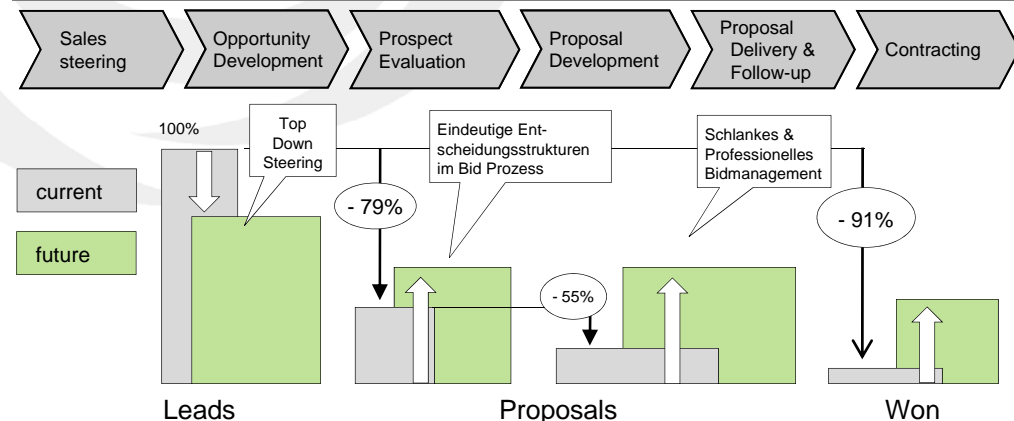 Sales
steering
Opportunity
Development
Prospect
Evaluation
Proposal
Development
Proposal
Delivery &
Follow-up
Contracting
100%
Top
Down
Steering
Eindeutige Ent-
scheidungsstrukturen
im Bid Prozess
Schlankes &
Professionelles
Bidmanagement
current
future
- 79%
- 55%
- 91%
Leads
Proposals
Won